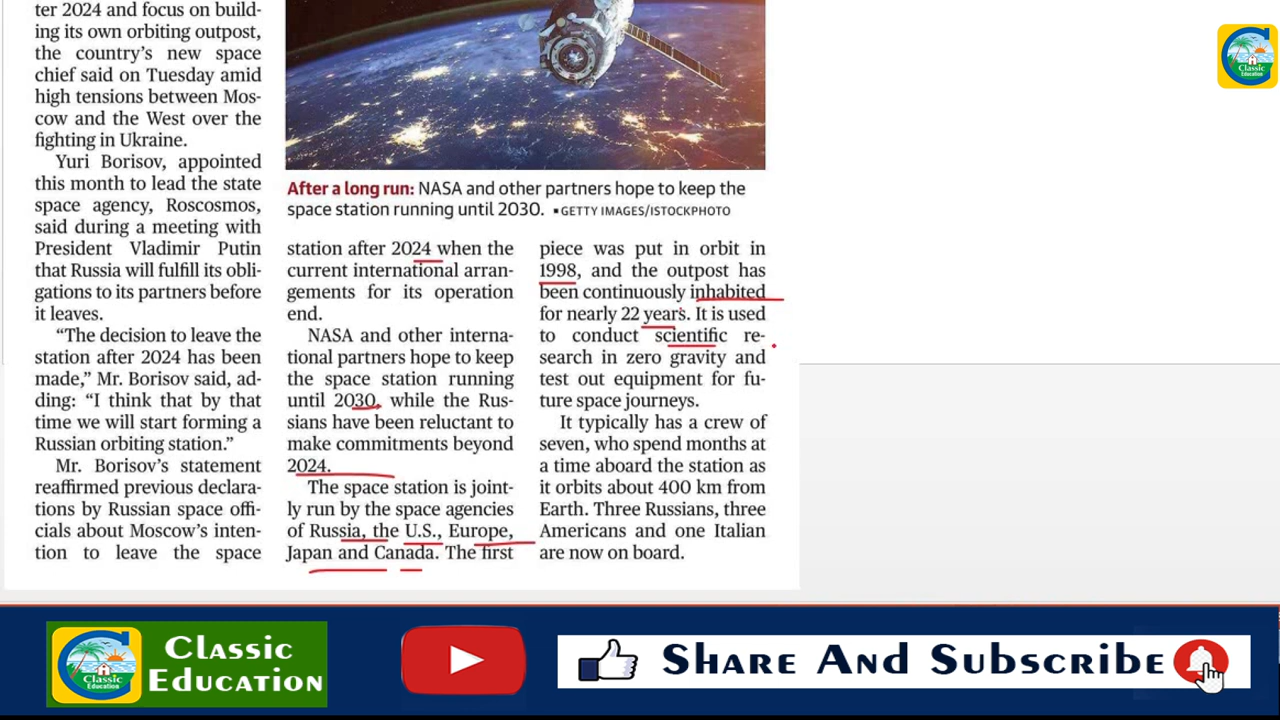 ter 2024 and focus on build-
ing its own orbiting outpost,
the country's new space
chief said on Tuesday amid
high tensions between Mos-
cow and the West over the
fighting in Ukraine.
Yuri Borisov, appointed
this month to lead the state
space agency, Roscosmos,
said during a meeting with
President Vladimir Putin
that Russia will fulfill its obli-
gations to its partners before
it leaves.
“The decision to leave the
station after 2024 has been
made,” Mr. Borisov said, ad-
ding: “I think that by that
time we will start forming a
Russian orbiting station.”
Mr. Borisov's statement
reaffirmed previous declara-
tions by Russian space offi-
cials about Moscow's inten-
tion to leave the space
After a long run: NASA and other partners hope to keep the
space station running until 2030. ▪ GETTY IMAGES/ISTOCKPHOTO
station after 2024 when the
current international arran-
gements for its operation
end.
NASA and other interna-
tional partners hope to keep
the space station running
until 2030, while the Rus-
sians have been reluctant to
make commitments beyond
2024.
The space station is joint-
ly run by the space agencies
of Russia, the U.S., Europe,
Japan and Canada. The first
piece was put in orbit in
1998, and the outpost has
been continuously inhabited
for nearly 22 years. It is used
to conduct scientific re-
search in zero gravity and
test out equipment for fu-
ture space journeys.
It typically has a crew of
seven, who spend months at
a time aboard the station as
it orbits about 400 km from
Earth. Three Russians, three
Americans and one Italian
are now on board.
Classic
Education
Classic
Education
Classic
Education
Share And Subscribe